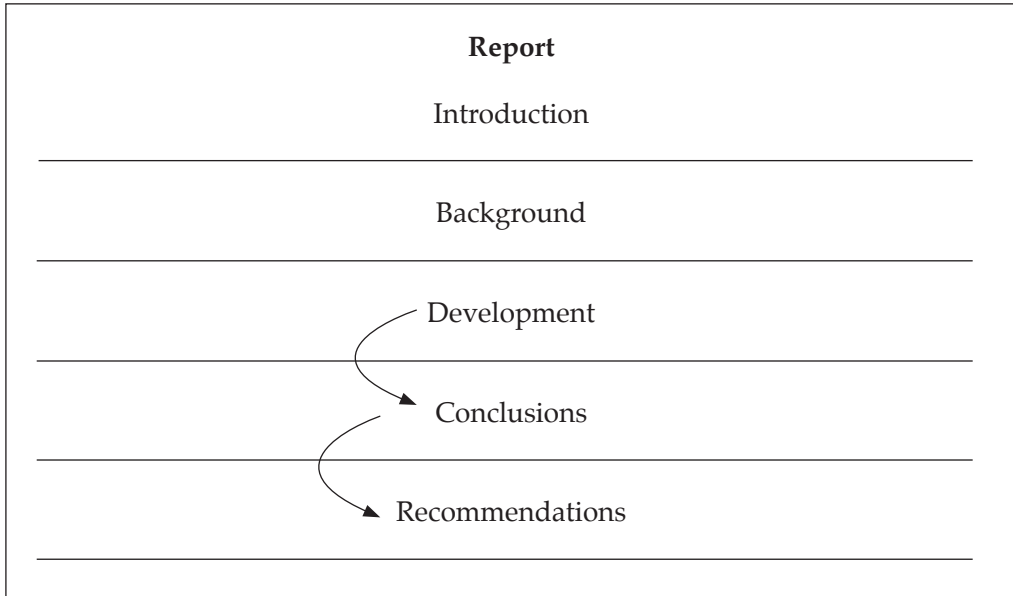 Report
Introduction
Background
Development
Conclusions
Recommendations